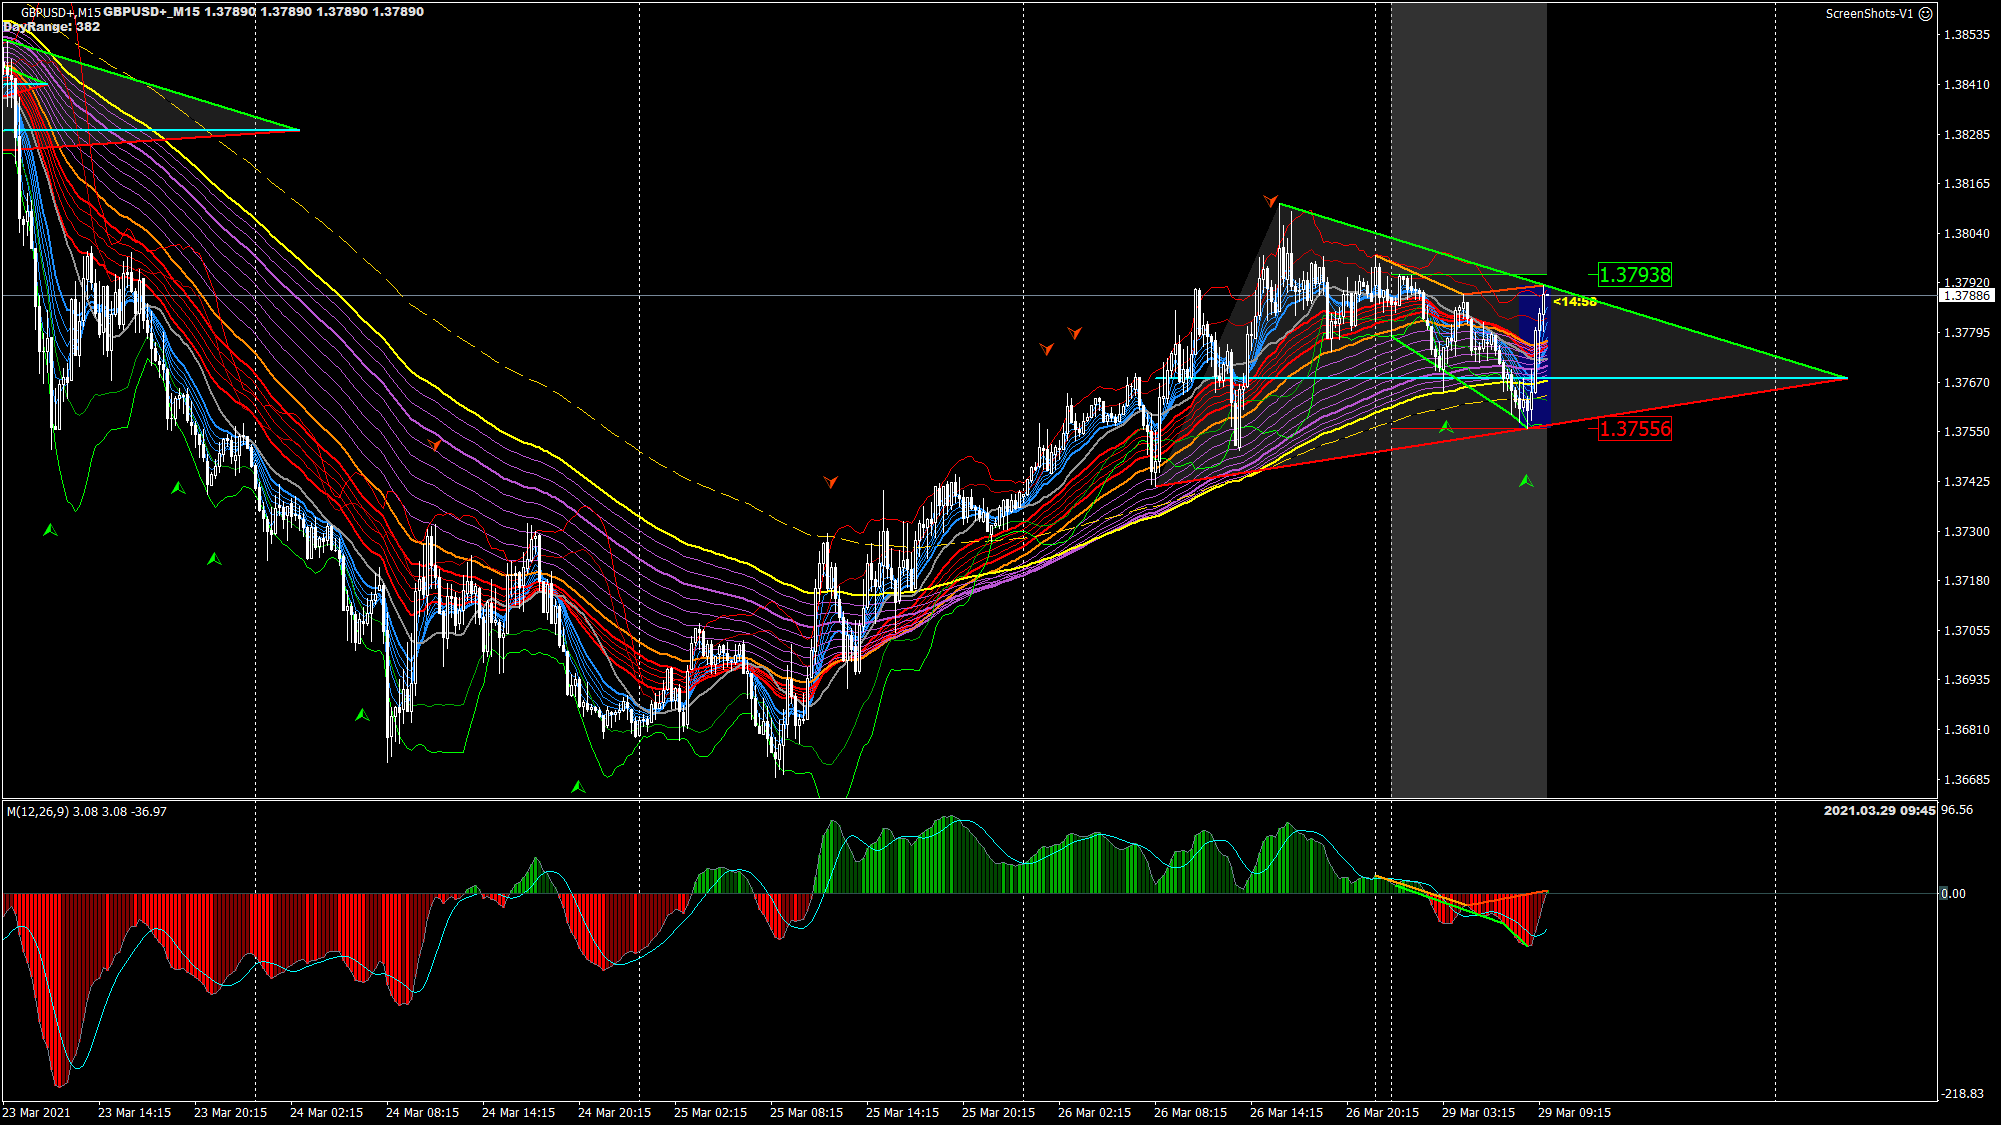 GBPUSD+,M15 GBPUSD+_M15 1.37890 1.37890 1.37890 1.37890
ScreenShots-V1
DayRange: 382
1.38535
1.38410
1.38285
1.38165
1.38040
1.37920
1.37886
1.37795
1.37670
1.37550
1.37425
1.37300
1.37180
1.37055
1.36935
1.36810
1.36685
1.37938
<14:58
1.37556
M(12,26,9) 3.08 3.08 -36.97
2021.03.29 09:45
96.56
0.00
-218.83
23 Mar 2021
23 Mar 14:15
23 Mar 20:15
24 Mar 02:15
24 Mar 08:15
24 Mar 14:15
24 Mar 20:15
25 Mar 02:15
25 Mar 08:15
25 Mar 14:15
25 Mar 20:15
26 Mar 02:15
26 Mar 08:15
26 Mar 14:15
26 Mar 20:15
29 Mar 03:15
29 Mar 09:15